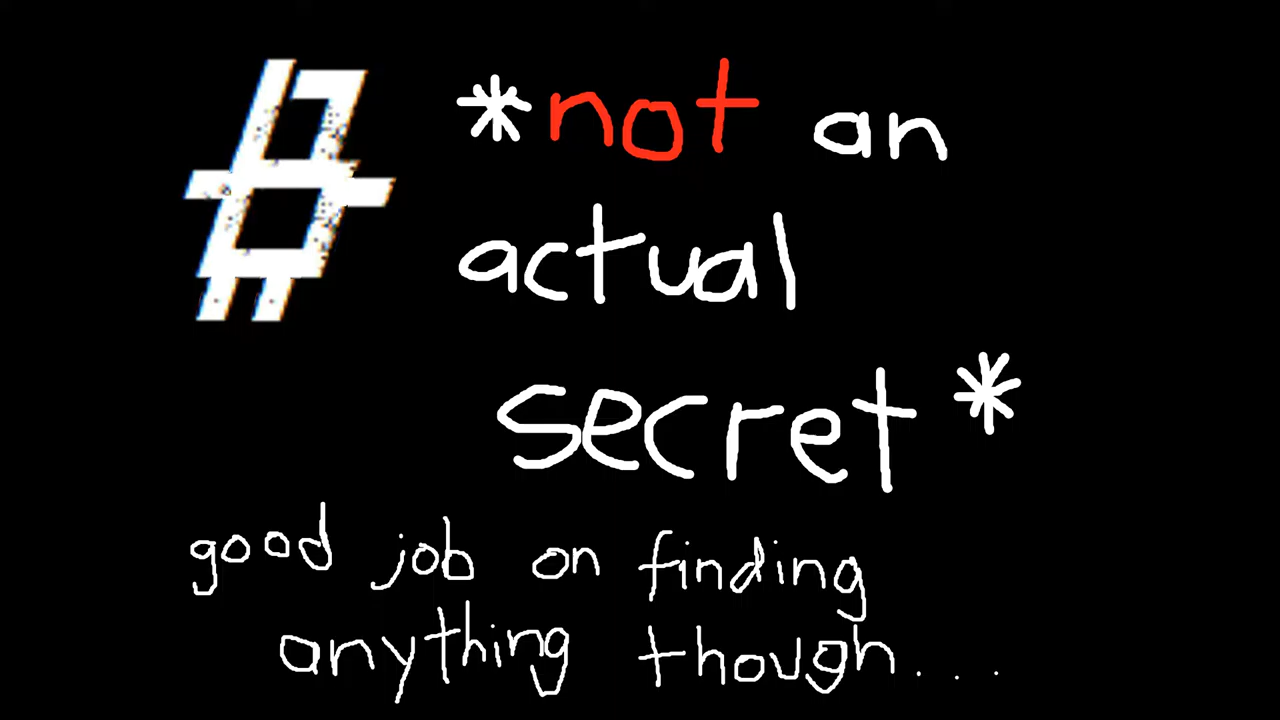 # *not an
actual
secret*
good job on finding
anything though...